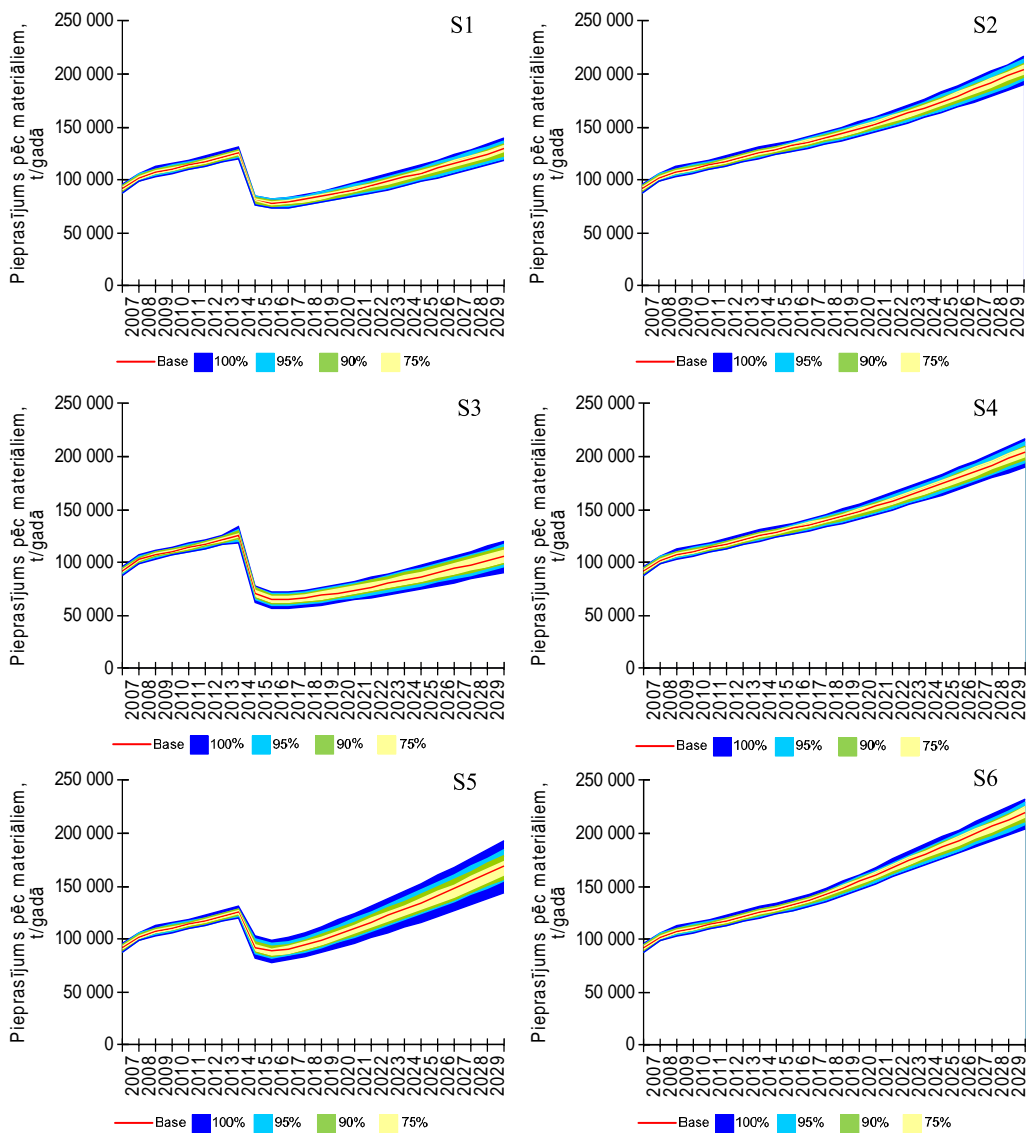 S1
Pieprasījums pēc materiāliem,
t/gadā
250 000
200 000
150 000
100 000
50 000
0
2007 2008 2009 2010 2011 2012 2013 2014 2015 2016 2017 2018 2019 2020 2021 2022 2023 2024 2025 2026 2027 2028 2029
Base 100% 95% 90% 75%
S2
Pieprasījums pēc materiāliem,
t/gadā
250 000
200 000
150 000
100 000
50 000
0
2007 2008 2009 2010 2011 2012 2013 2014 2015 2016 2017 2018 2019 2020 2021 2022 2023 2024 2025 2026 2027 2028 2029
Base 100% 95% 90% 75%
S3
Pieprasījums pēc materiāliem,
t/gadā
250 000
200 000
150 000
100 000
50 000
0
2007 2008 2009 2010 2011 2012 2013 2014 2015 2016 2017 2018 2019 2020 2021 2022 2023 2024 2025 2026 2027 2028 2029
Base 100% 95% 90% 75%
S4
Pieprasījums pēc materiāliem,
t/gadā
250 000
200 000
150 000
100 000
50 000
0
2007 2008 2009 2010 2011 2012 2013 2014 2015 2016 2017 2018 2019 2020 2021 2022 2023 2024 2025 2026 2027 2028 2029
Base 100% 95% 90% 75%
S5
Pieprasījums pēc materiāliem,
t/gadā
250 000
200 000
150 000
100 000
50 000
0
2007 2008 2009 2010 2011 2012 2013 2014 2015 2016 2017 2018 2019 2020 2021 2022 2023 2024 2025 2026 2027 2028 2029
Base 100% 95% 90% 75%
S6
Pieprasījums pēc materiāliem,
t/gadā
250 000
200 000
150 000
100 000
50 000
0
2007 2008 2009 2010 2011 2012 2013 2014 2015 2016 2017 2018 2019 2020 2021 2022 2023 2024 2025 2026 2027 2028 2029
Base 100% 95% 90% 75%